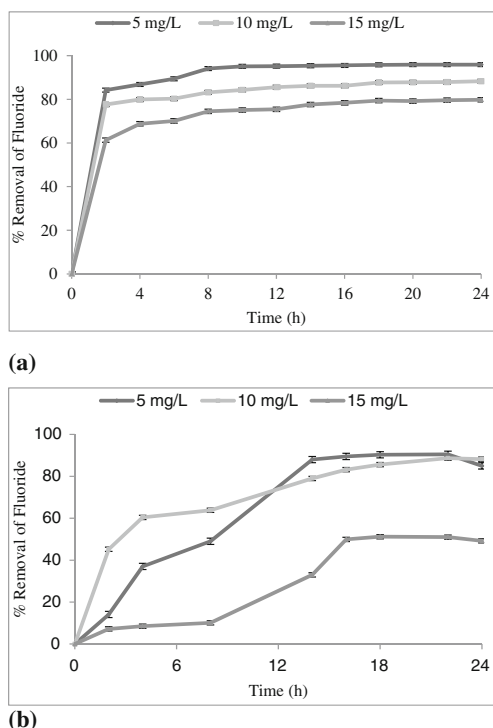 5 mg/L 10 mg/L 15 mg/L
% Removal of Fluoride
100
80
60
40
20
0
0 4 8 12 16 20 24
Time (h)
(a)
5 mg/L 10 mg/L 15 mg/L
% Removal of Fluoride
100
80
60
40
20
0
0 6 12 18 24
Time (h)
(b)